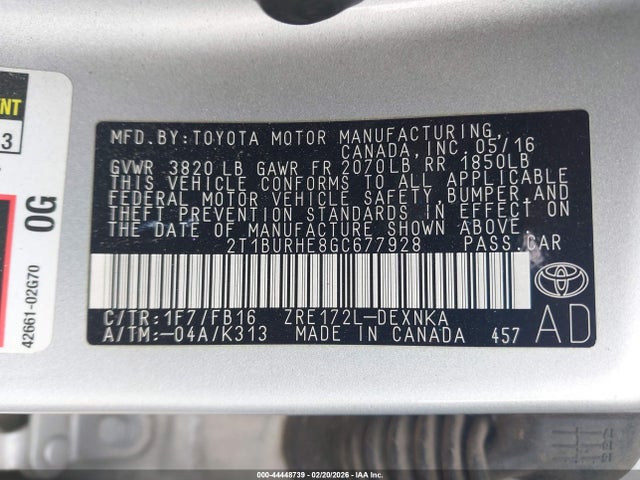 NT
3
0G
42661-02G70
MFD.BY:TOYOTA MOTOR MANUFACTURING,
CANADA,INC.05/16
GVWR 3820 LB GAWR FR 2070LB RR 1850LB
THIS VEHICLE CONFORMS TO ALL APPLICABLE
FEDERAL MOTOR VEHICLE SAFETY,BUMPER,AND
THEFT PREVENTION STANDARDS IN EFFECT ON
THE DATE OF MANUFACTURE SHOWN ABOVE.
2T1BURHE8GC677928 PASS.CAR
C/TR:1F7/FB16 ZRE172L-DEXNKA
A/TM:-04A/K313 MADE IN CANADA 457
AD
000-44448739 - 02/20/2026 - IAA Inc.